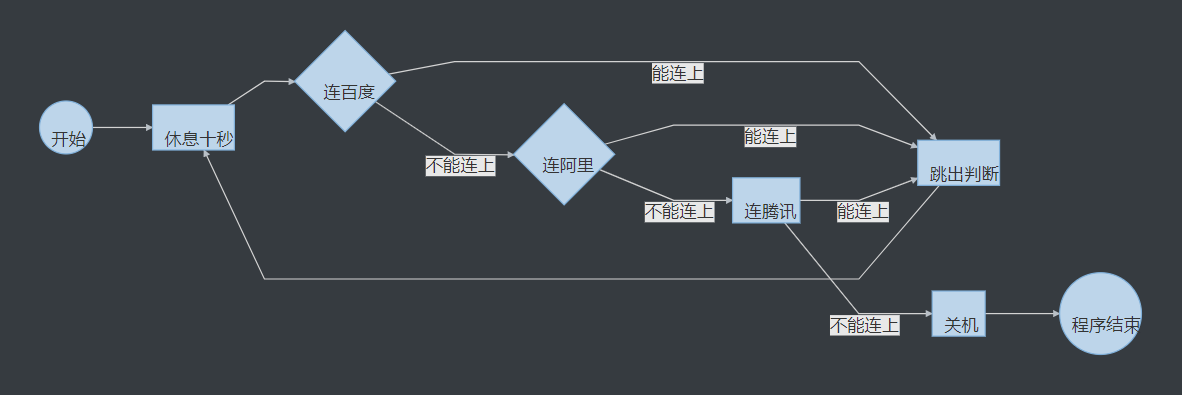 开始
休息十秒
连百度
能连上
不能连上
连阿里
能连上
不能连上
连腾讯
能连上
跳出判断
不能连上
关机
程序结束